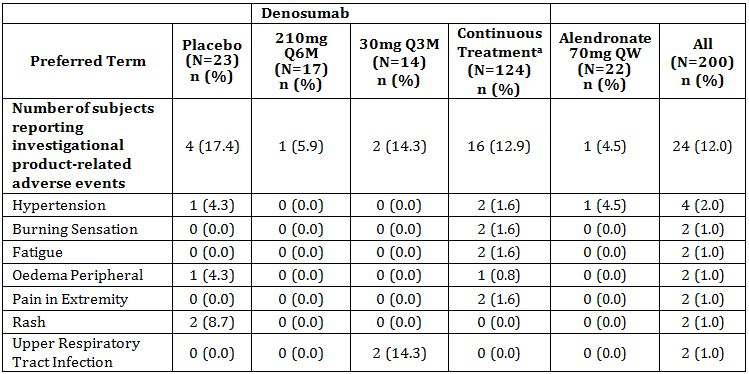 Denosumab
Preferred Term
Placebo
(N=23)
n (%)
210mg
Q6M
(N=17)
n (%)
30mg Q3M
(N=14)
n (%)
Continuous
Treatmentᵃ
(N=124)
n (%)
Alendronate
70mg QW
(N=22)
n (%)
All
(N=200)
n (%)
Number of subjects
reporting
investigational
product-related
adverse events
4 (17.4)
1 (5.9)
2 (14.3)
16 (12.9)
1 (4.5)
24 (12.0)
Hypertension 1 (4.3) 0 (0.0) 0 (0.0) 2 (1.6) 1 (4.5) 4 (2.0)
Burning Sensation 0 (0.0) 0 (0.0) 0 (0.0) 2 (1.6) 0 (0.0) 2 (1.0)
Fatigue 0 (0.0) 0 (0.0) 0 (0.0) 2 (1.6) 0 (0.0) 2 (1.0)
Oedema Peripheral 1 (4.3) 0 (0.0) 0 (0.0) 1 (0.8) 0 (0.0) 2 (1.0)
Pain in Extremity 0 (0.0) 0 (0.0) 0 (0.0) 2 (1.6) 0 (0.0) 2 (1.0)
Rash 2 (8.7) 0 (0.0) 0 (0.0) 0 (0.0) 0 (0.0) 2 (1.0)
Upper Respiratory
Tract Infection
0 (0.0) 0 (0.0) 2 (14.3) 0 (0.0) 0 (0.0) 2 (1.0)